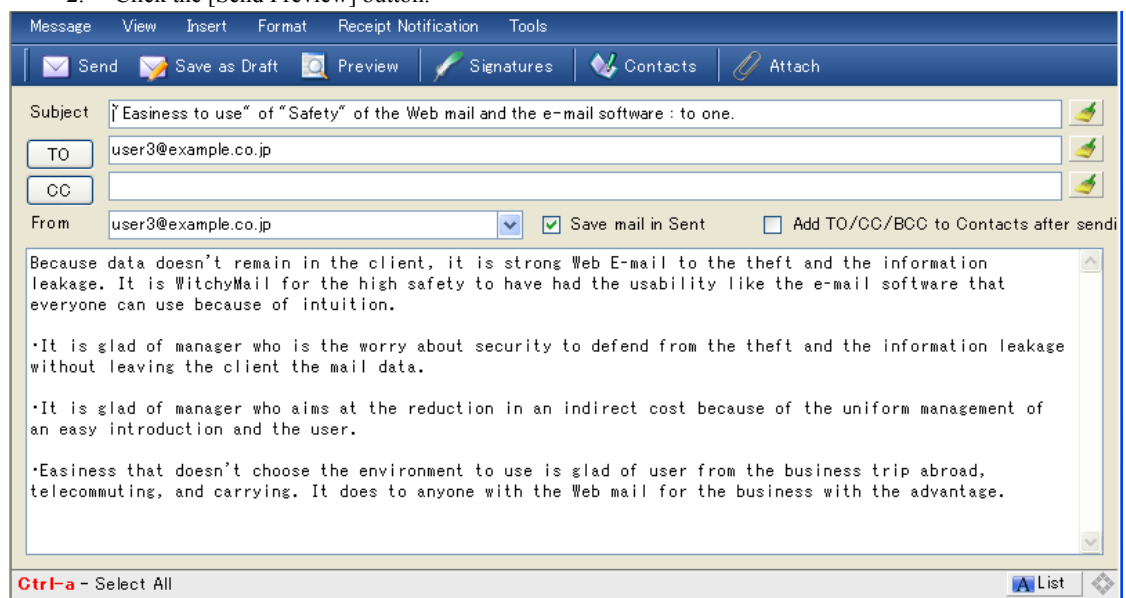 2. Click the [Send Preview] button.
Message View Insert Format Receipt Notification Tools
Send Save as Draft Preview Signatures Contacts Attach
Subject "Easiness to use" of "Safety" of the Web mail and the e-mail software : to one.
TO user3@example.co.jp
CC
From user3@example.co.jp Save mail in Sent Add TO/CC/BCC to Contacts after sendi
Because data doesn't remain in the client, it is strong Web E-mail to the theft and the information
leakage. It is WitchyMail for the high safety to have had the usability like the e-mail software that
everyone can use because of intuition.
・It is glad of manager who is the worry about security to defend from the theft and the information leakage
without leaving the client the mail data.
・It is glad of manager who aims at the reduction in an indirect cost because of the uniform management of
an easy introduction and the user.
・Easiness that doesn't choose the environment to use is glad of user from the business trip abroad,
telecommuting, and carrying. It does to anyone with the Web mail for the business with the advantage.
Ctrl-a - Select All A List